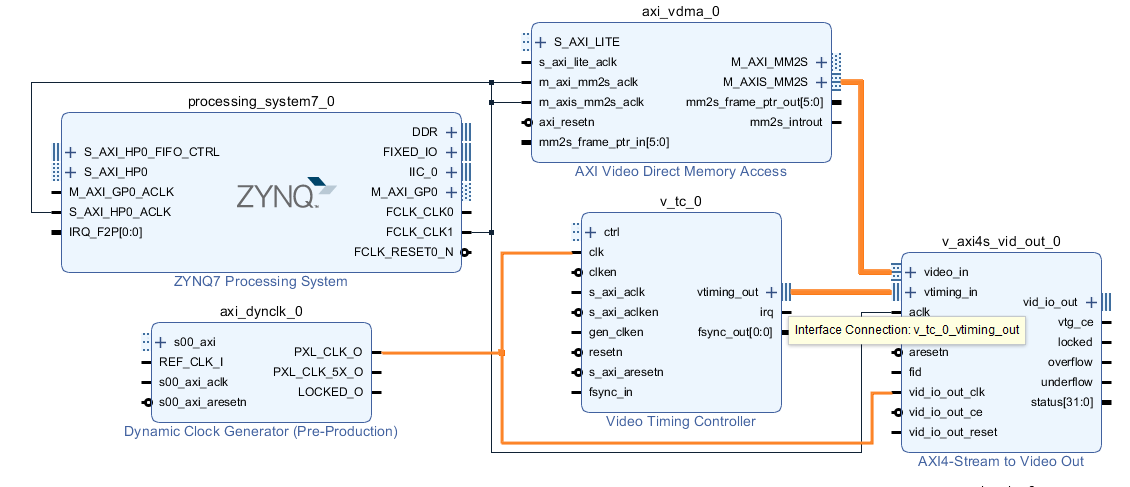 axi_vdma_0
S_AXI_LITE
s_axi_lite_aclk
m_axi_mm2s_aclk
m_axis_mm2s_aclk
axi_resetn
mm2s_frame_ptr_in[5:0]
M_AXI_MM2S
M_AXIS_MM2S
mm2s_frame_ptr_out[5:0]
mm2s_introut
AXI Video Direct Memory Access
processing_system7_0
S_AXI_HP0_FIFO_CTRL
S_AXI_HP0
M_AXI_GP0_ACLK
S_AXI_HP0_ACLK
IRQ_F2P[0:0]
ZYNQ
DDR
FIXED_IO
IIC_0
M_AXI_GP0
FCLK_CLK0
FCLK_CLK1
FCLK_RESET0_N
ZYNQ7 Processing System
v_tc_0
ctrl
clk
clken
s_axi_aclk
s_axi_aclken
gen_clken
resetn
s_axi_aresetn
fsync_in
vtiming_out
irq
fsync_out[0:0]
Video Timing Controller
Interface Connection: v_tc_0_vtiming_out
axi_dynclk_0
s00_axi
REF_CLK_I
s00_axi_aclk
s00_axi_aresetn
PXL_CLK_O
PXL_CLK_5X_O
LOCKED_O
Dynamic Clock Generator (Pre-Production)
v_axi4s_vid_out_0
video_in
vtiming_in
aclk
aresetn
fid
vid_io_out_clk
vid_io_out_ce
vid_io_out_reset
vid_io_out
vtg_ce
locked
overflow
underflow
status[31:0]
AXI4-Stream to Video Out